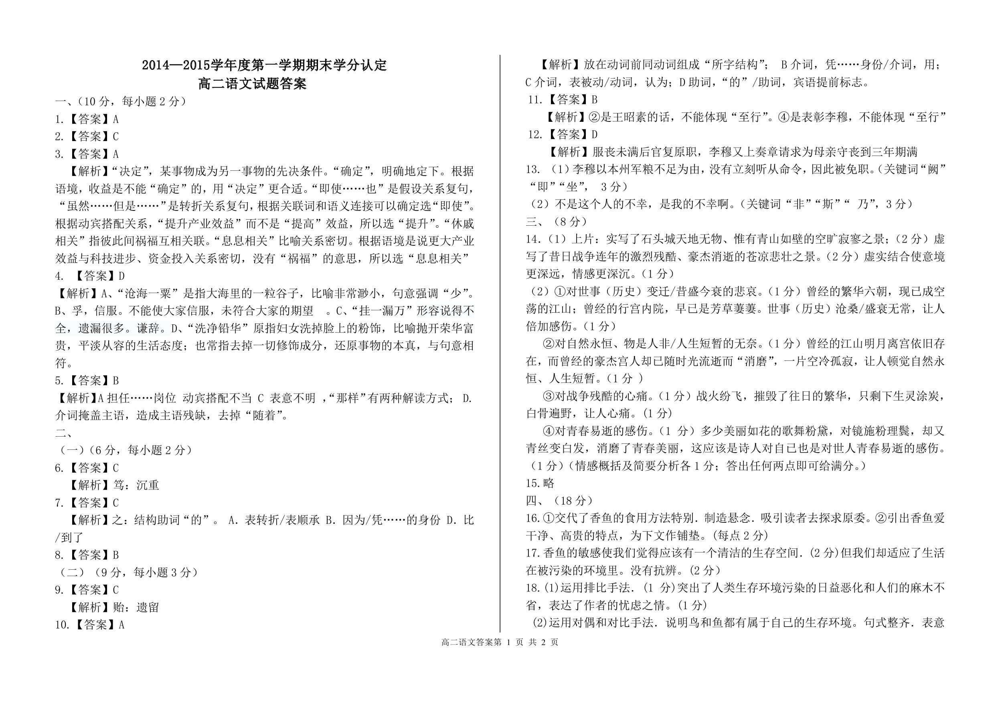 2014—2015学年度第一学期期末学分认定
高二语文试题答案
一、（10 分，每小题 2 分）
1.【答案】A
2.【答案】C
3.【答案】A
【解析】“决定”，某事物成为另一事物的先决条件。“确定”，明确地定下。根据
语境，收益是不能“确定”的，用“决定”更合适。“即使……也”是假设关系复句，
“虽然……但是……”是转折关系复句，根据关联词和语义连接可以确定选“即使”。
根据动宾搭配关系，“提升产业效益”而不是“提高”效益，所以选“提升”。“休戚
相关”指彼此间祸福互相关联。“息息相关”比喻关系密切。根据语境是说更大产业
效益与科技进步、资金投入关系密切，没有“祸福”的意思，所以选“息息相关”
4. 【答案】D
【解析】A、“沧海一粟”是指大海里的一粒谷子，比喻非常渺小，句意强调“少”。
B、孚，信服。不能使大家信服，未符合大家的期望 。C、“挂一漏万”形容说得不
全，遗漏很多。谦辞。D、“洗净铅华”原指妇女洗掉脸上的粉饰，比喻抛开荣华富
贵，平淡从容的生活态度；也常指去掉一切修饰成分，还原事物的本真，与句意相
符。
5.【答案】B
【解析】A 担任……岗位 动宾搭配不当 C 表意不明 ，“那样”有两种解读方式； D.
介词掩盖主语，造成主语残缺，去掉“随着”。
二、
（一）（6 分，每小题 2 分）
6.【答案】C
【解析】笃：沉重
7.【答案】C
【解析】之：结构助词“的”。 A. 表转折/表顺承 B. 因为/凭……的身份 D. 比
/到了
8.【答案】B
（二）（9 分，每小题 3 分）
9.【答案】C
【解析】贻：遗留
10.【答案】A
【解析】放在动词前同动词组成“所字结构”； B 介词，凭……身份/介词，用；
C 介词，表被动/动词，认为；D 助词，“的”/助词，宾语提前标志。
11.【答案】B
【解析】②是王昭素的话，不能体现“至行”。④是表彰李穆，不能体现“至行”
12.【答案】D
【解析】服丧未满后官复原职，李穆又上奏章请求为母亲守丧到三年期满
13. （1）李穆以本州军粮不足为由，没有立刻听从命令，因此被免职。（关键词“阙”
“即”“坐”， 3 分）
（2）不是这个人的不幸，是我的不幸啊。（关键词“非”“斯”“ 乃”，3 分）
三、（8 分）
14.（1）上片：实写了石头城天地无物、惟有青山如壁的空旷寂寥之景；（2 分）虚
写了昔日战争连年的激烈残酷、豪杰消逝的苍凉悲壮之景。（2 分）虚实结合使意境
更深远，情感更深沉。（1 分）
（2）①对世事（历史）变迁/昔盛今衰的悲哀。（1 分）曾经的繁华六朝，现已成空
荡的江山；曾经的行宫内院，早已是芳草萋萋。世事（历史）沧桑/盛衰无常，让人
倍加感伤。（1 分）
②对自然永恒、物是人非/人生短暂的无奈。（1 分）曾经的江山明月离宫依旧存
在，而曾经的豪杰宫人却已随时光流逝而“消磨”，一片空冷孤寂，让人顿觉自然永
恒、人生短暂。（1 分 ）
③对战争残酷的心痛。（1 分）战火纷飞，摧毁了往日的繁华，只剩下生灵涂炭，
白骨遍野，让人心痛。（1 分）
④对青春易逝的感伤。（1 分）多少美丽如花的歌舞粉黛，对镜施粉理鬓，却又
青丝变白发，消磨了青春美丽，这应该是诗人对自己也是对世人青春易逝的感伤。
（1 分）（情感概括及简要分析各 1 分；答出任何两点即可给满分。）
15.略
四、（18 分）
16.①交代了香鱼的食用方法特别．制造悬念．吸引读者去探求原委。②引出香鱼爱
干净、高贵的特点，为下文作铺垫。(每点 2 分)
17.香鱼的敏感使我们觉得应该有一个清洁的生存空间．(2 分)但我们却适应了生活
在被污染的环境里。没有抗辨。(2 分）
18.(1)运用排比手法．(1 分)突出了人类生存环境污染的日益恶化和人们的麻木不
省，表达了作者的忧虑之情。(1 分)
(2)运用对偶和对比手法．说明鸟和鱼都有属于自己的生存环境。句式整齐．表意
高二语文答案第 1 页 共 2 页